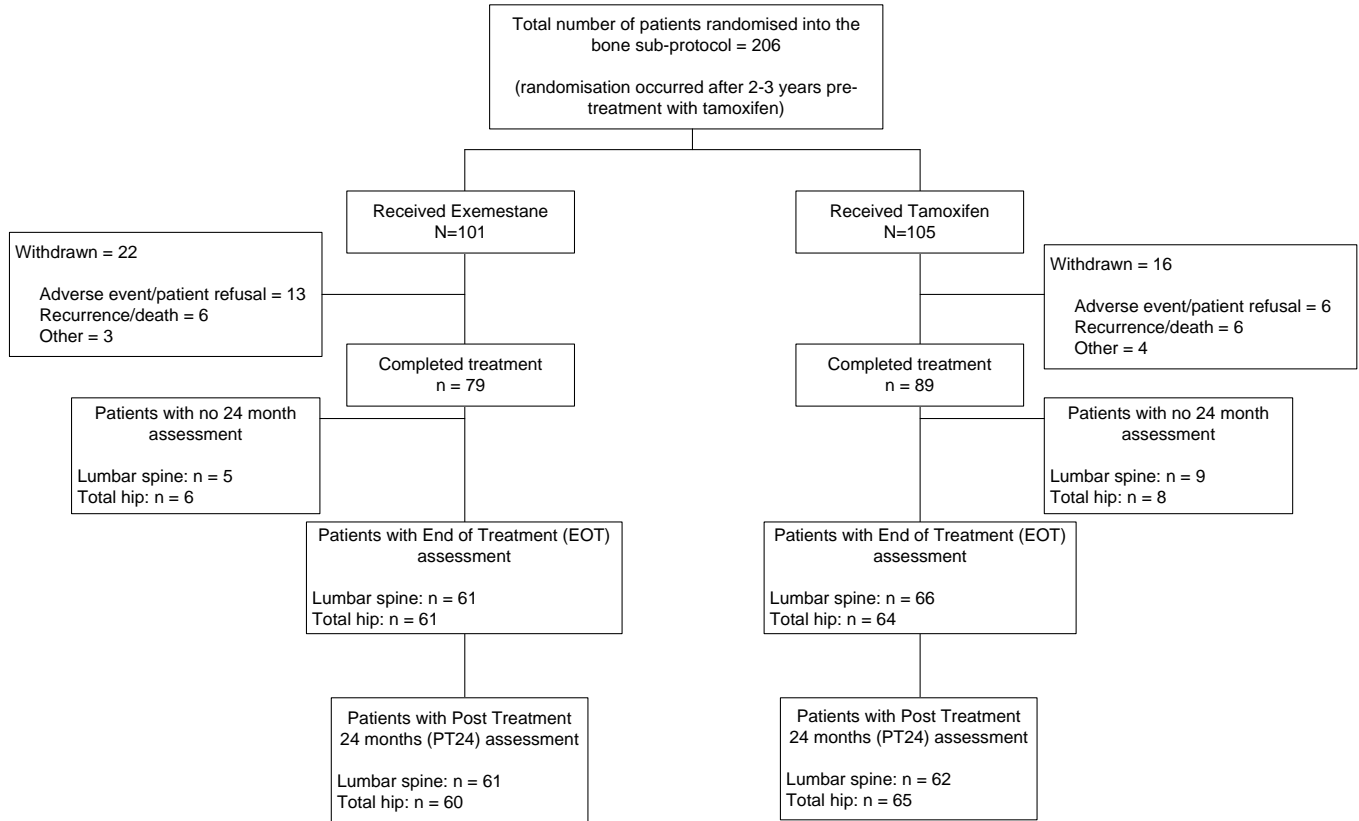 Total number of patients randomised into the
bone sub-protocol = 206
(randomisation occurred after 2-3 years pre-
treatment with tamoxifen)
Received Exemestane
N=101
Received Tamoxifen
N=105
Withdrawn = 22
Adverse event/patient refusal = 13
Recurrence/death = 6
Other = 3
Withdrawn = 16
Adverse event/patient refusal = 6
Recurrence/death = 6
Other = 4
Completed treatment
n = 79
Completed treatment
n = 89
Patients with no 24 month
assessment
Lumbar spine: n = 5
Total hip: n = 6
Patients with no 24 month
assessment
Lumbar spine: n = 9
Total hip: n = 8
Patients with End of Treatment (EOT)
assessment
Lumbar spine: n = 61
Total hip: n = 61
Patients with End of Treatment (EOT)
assessment
Lumbar spine: n = 66
Total hip: n = 64
Patients with Post Treatment
24 months (PT24) assessment
Lumbar spine: n = 61
Total hip: n = 60
Patients with Post Treatment
24 months (PT24) assessment
Lumbar spine: n = 62
Total hip: n = 65